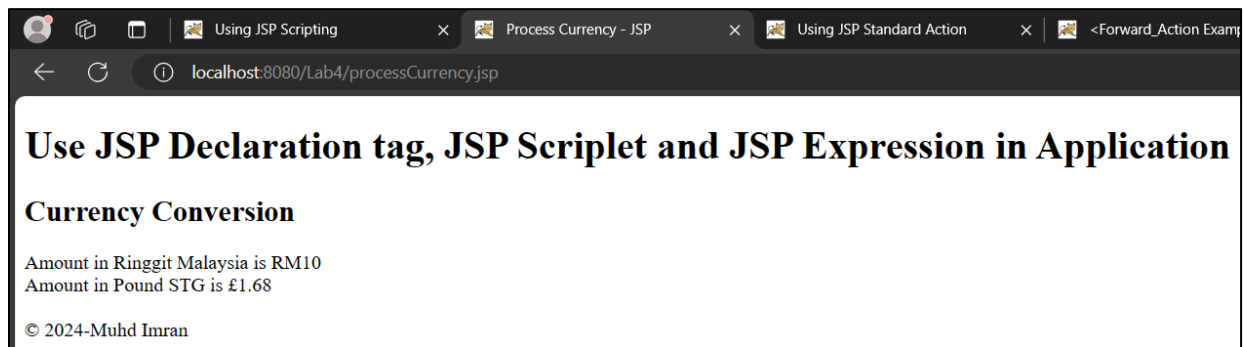 Using JSP Scripting
Process Currency - JSP
Using JSP Standard Action
<Forward_Action Examp
localhost:8080/Lab4/processCurrency.jsp
Use JSP Declaration tag, JSP Scriplet and JSP Expression in Application
Currency Conversion
Amount in Ringgit Malaysia is RM10
Amount in Pound STG is £1.68
© 2024-Muhd Imran